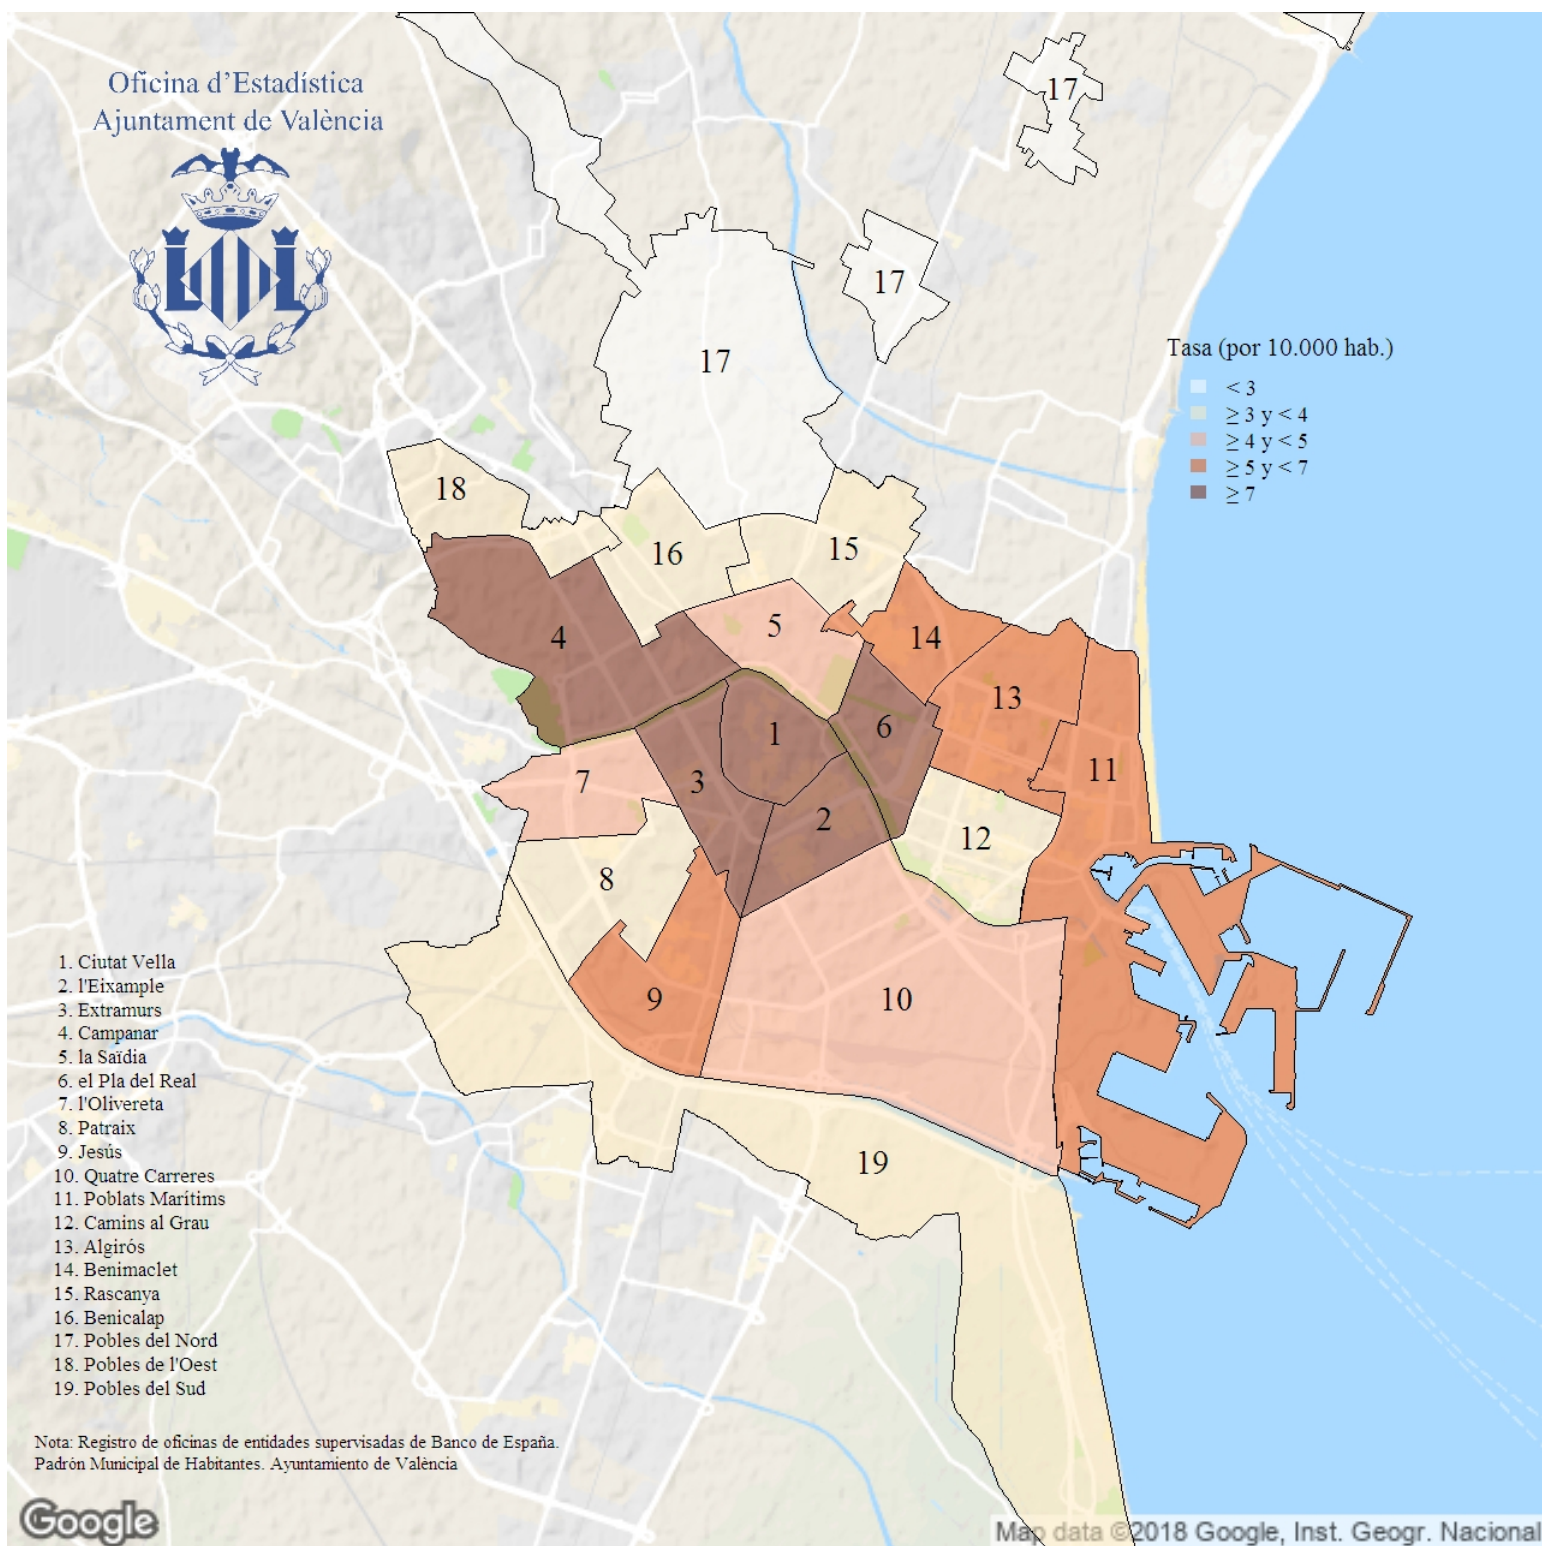 Oficina d'Estadística
Ajuntament de València
17
17
17
Tasa (por 10.000 hab.)
< 3
≥ 3 y < 4
≥ 4 y < 5
≥ 5 y < 7
≥ 7
18
16
15
4
5
14
13
6
1
11
7
3
2
12
8
9
10
19
1. Ciutat Vella
2. l'Eixample
3. Extramurs
4. Campanar
5. la Saïdia
6. el Pla del Real
7. l'Olivereta
8. Patraix
9. Jesús
10. Quatre Carreres
11. Poblats Marítims
12. Camins al Grau
13. Algirós
14. Benimaclet
15. Rascanya
16. Benicalap
17. Pobles del Nord
18. Pobles de l'Oest
19. Pobles del Sud
Nota: Registro de oficinas de entidades supervisadas de Banco de España.
Padrón Municipal de Habitantes. Ayuntamiento de València
Google
Map data ©2018 Google, Inst. Geogr. Nacional